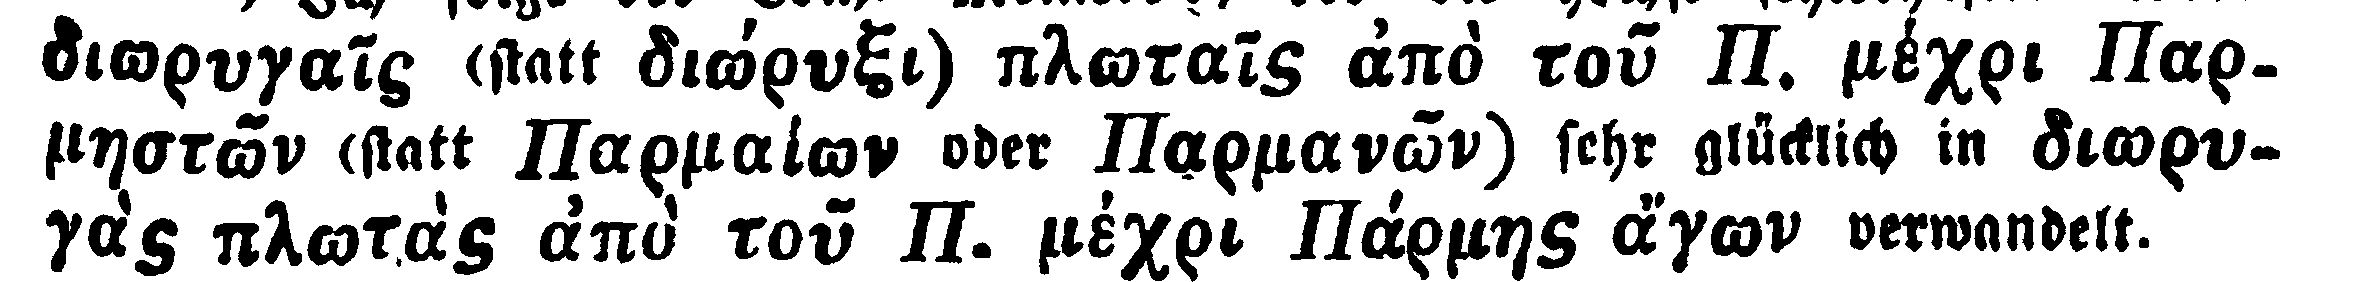 διωρυγαῖς (statt διώρυξι) πλωταῖς ἀπὸ τοῦ Π. μέχρι Παρ-
μηστῶν (statt Παρμαίων oder Παρμανῶν) sehr glücklich in διωρυ-
γὰς πλωτὰς ἀπὸ τοῦ Π. μέχρι Πάρμης ἄγων verwandelt.